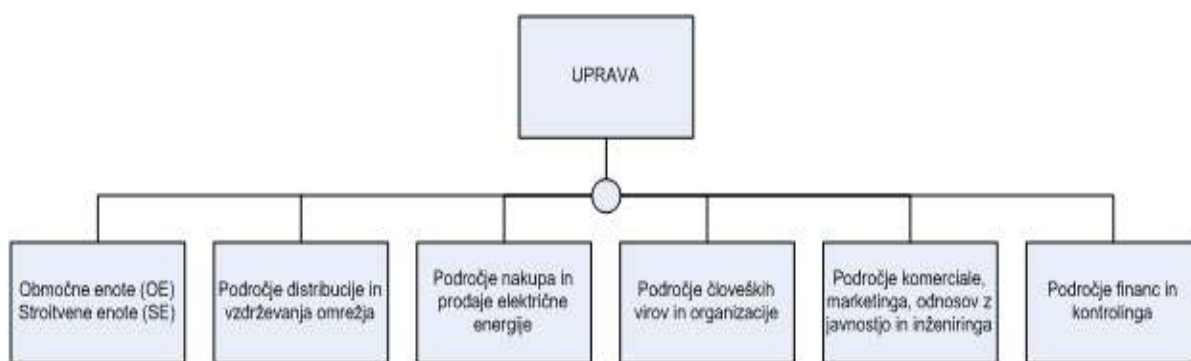 UPRAVA
Območne enote (OE)
Stroitvene enote (SE)
Področje distribucije in
vzdrževanja omrežja
Področje nakupa in
prodaje električne
energije
Področje človeških
virov in organizacije
Področje komerciale,
marketinga, odnosov z
javnostjo in inženiringa
Področje financ in
kontrolinga